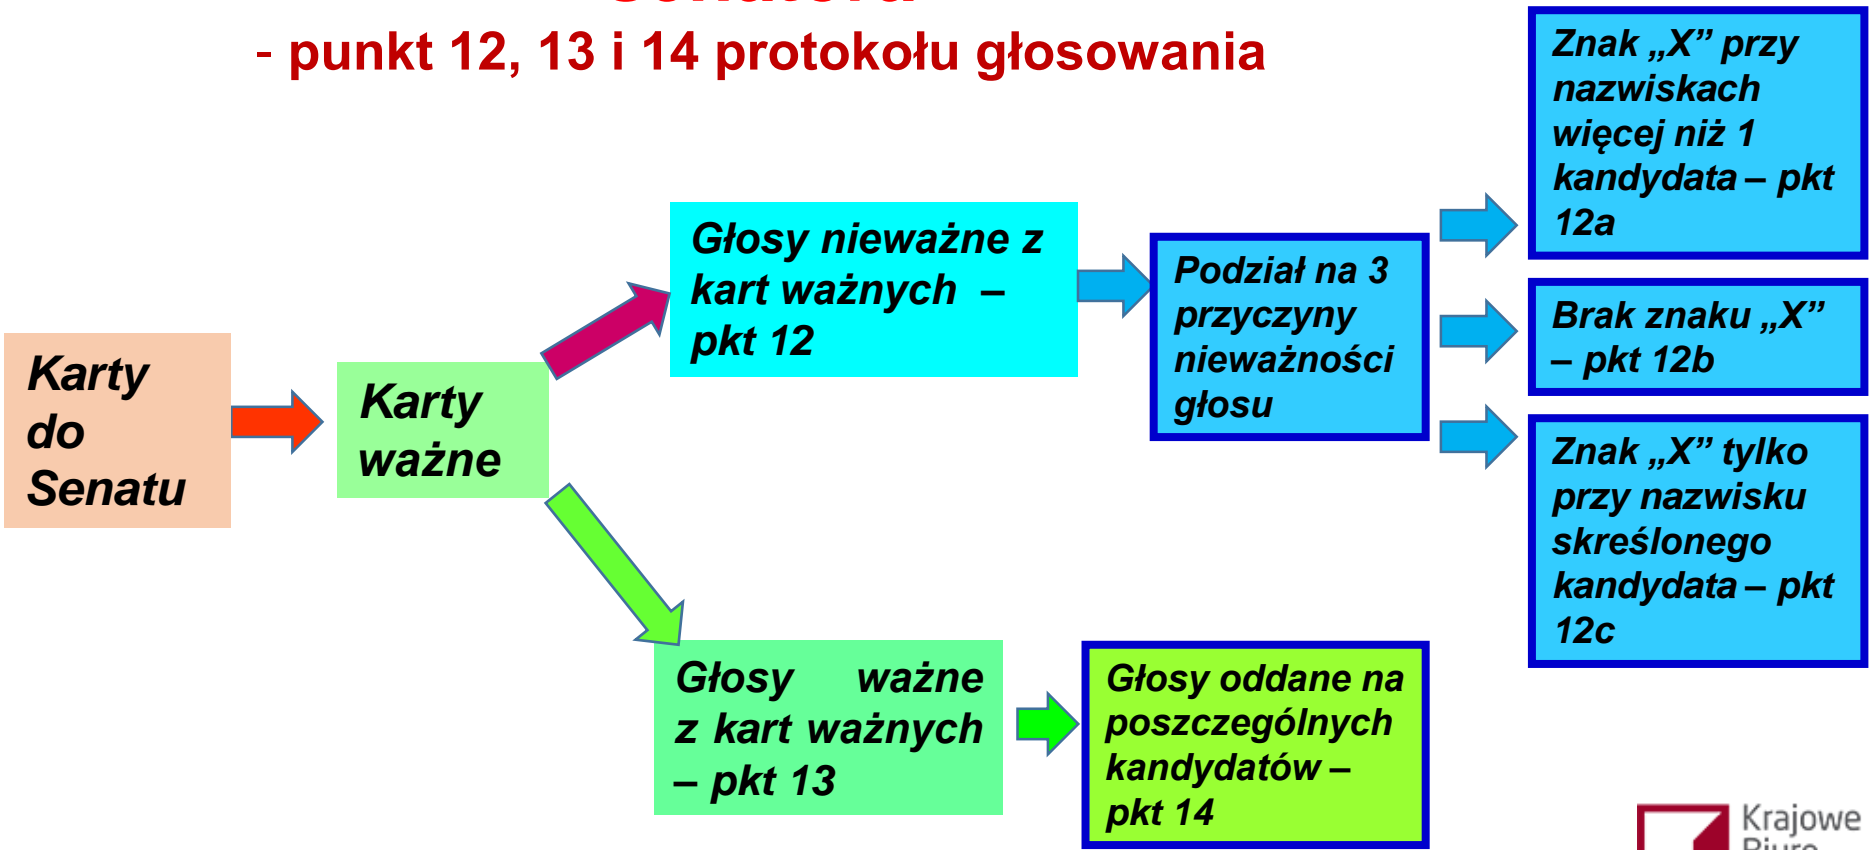 - punkt 12, 13 i 14 protokołu głosowania
Karty
do
Senatu
Karty
ważne
Głosy nieważne z
kart ważnych –
pkt 12
Podział na 3
przyczyny
nieważności
głosu
Znak „X” przy
nazwiskach
więcej niż 1
kandydata – pkt
12a
Brak znaku „X”
– pkt 12b
Znak „X” tylko
przy nazwisku
skreślonego
kandydata – pkt
12c
Głosy ważne
z kart ważnych
– pkt 13
Głosy oddane na
poszczególnych
kandydatów –
pkt 14
Krajowe
Biuro